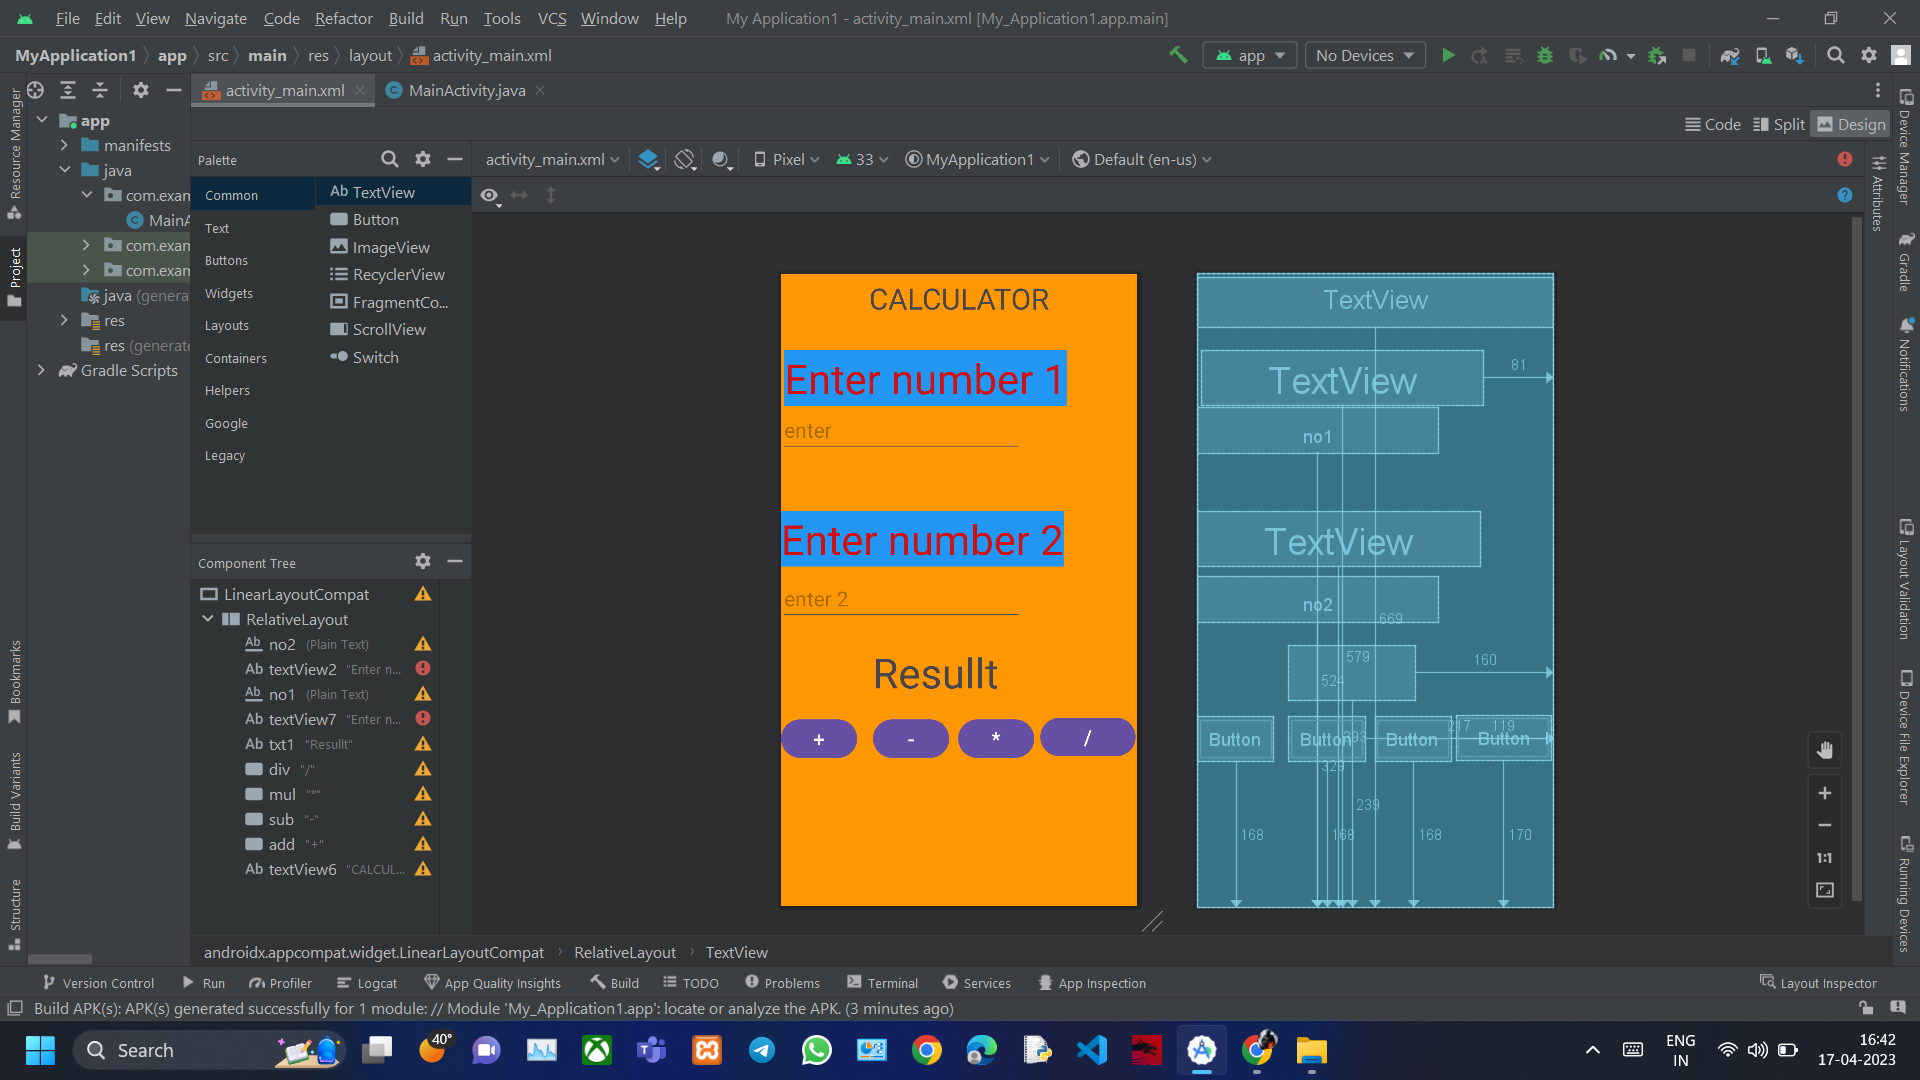 File Edit View Navigate Code Refactor Build Run Tools VCS Window Help My Application1 - activity_main.xml [My_Application1.app.main]
MyApplication1 app src main res layout activity_main.xml
app No Devices
activity_main.xml MainActivity.java
Code Split Design
Resource Manager
Project
Bookmarks
Build Variants
Structure
app
manifests
java
com.exan
MainA
com.exan
com.exan
java (genera
res
res (generate
Gradle Scripts
Palette
Common
Text
Buttons
Widgets
Layouts
Containers
Helpers
Google
Legacy
Ab TextView
Button
ImageView
RecyclerView
FragmentCo...
ScrollView
Switch
activity_main.xml Pixel 33 MyApplication1 Default (en-us)
Component Tree
LinearLayoutCompat
RelativeLayout
Ab no2 (Plain Text)
Ab textView2 "Enter n...
Ab no1 (Plain Text)
Ab textView7 "Enter n...
Ab txt1 "Resullt"
div "/"
mul "*"
sub "-"
add "+"
Ab textView6 "CALCUL...
CALCULATOR
Enter number 1
enter
Enter number 2
enter 2
Resullt
+ - * /
TextView
TextView 81
no1
TextView
no2
669
579 160
524
217 119
Button Button Button Button
393
329
239
168 168 168 170
1:1
Attributes
Device Manager
Gradle
Notifications
Layout Validation
Device File Explorer
Running Devices
androidx.appcompat.widget.LinearLayoutCompat RelativeLayout TextView
Version Control Run Profiler Logcat App Quality Insights Build TODO Problems Terminal Services App Inspection Layout Inspector
Build APK(s): APK(s) generated successfully for 1 module: // Module 'My_Application1.app': locate or analyze the APK. (3 minutes ago)
Search 40° ENG
IN
16:42
17-04-2023